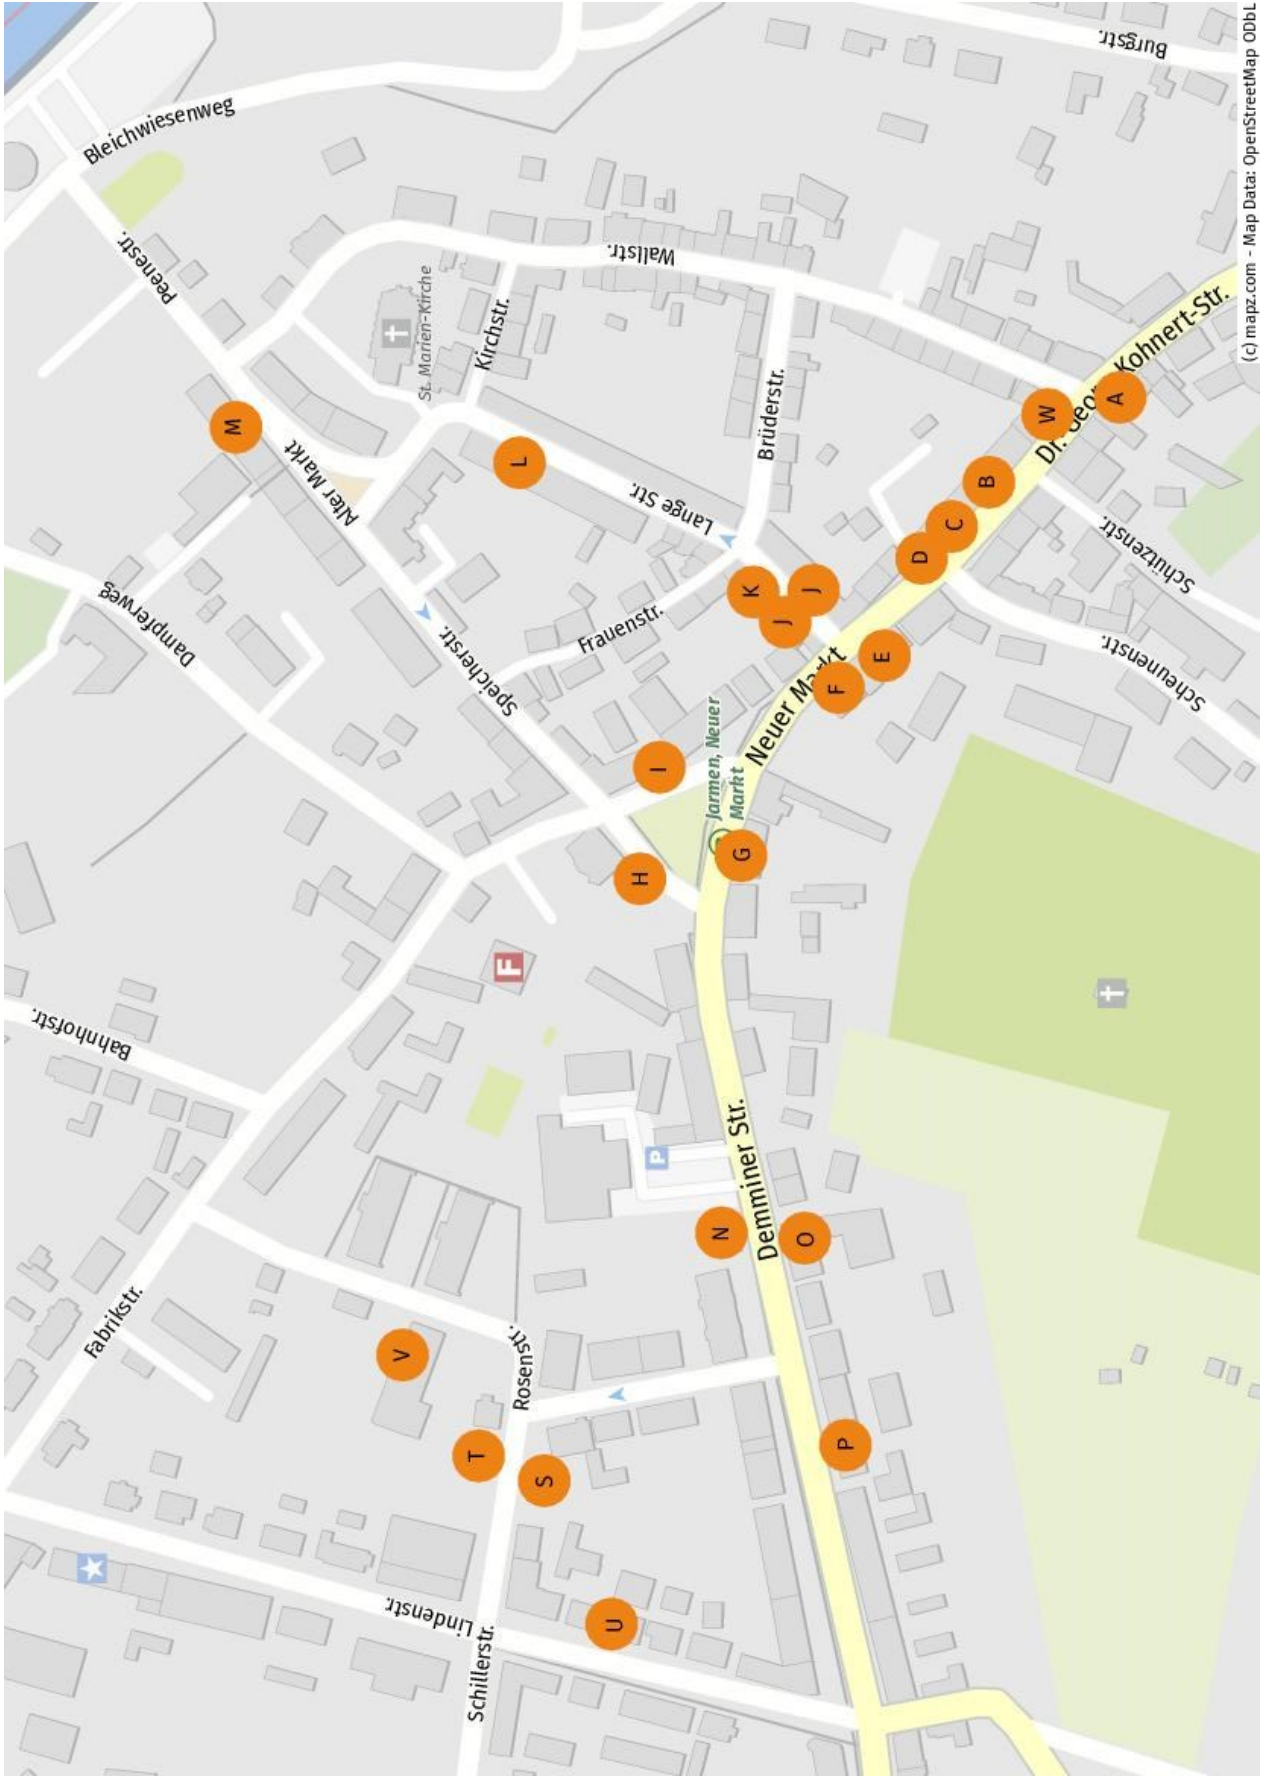 Burgstr.
(c) mapz.com - Map Data: OpenStreetMap ODbL
Bleichwiesenweg
Peenestr.
Wallstr.
St. Marien-Kirche
Kirchstr.
M
Alter Markt
L
Lange Str.
Brüderstr.
Dr. Georg Kohnert-Str.
W
A
B
C
D
Schützenstr.
Scheunenstr.
Dampferweg
Speicherstr.
Frauenstr.
K
J
J
E
F
Neuer Markt
Jarmen, Neuer
Markt
I
H
G
F
Bahnhofstr.
P
Demminer Str.
N
O
Fabrikstr.
V
Rosenstr.
T
S
P
Lindenstr.
U
Schillerstr.